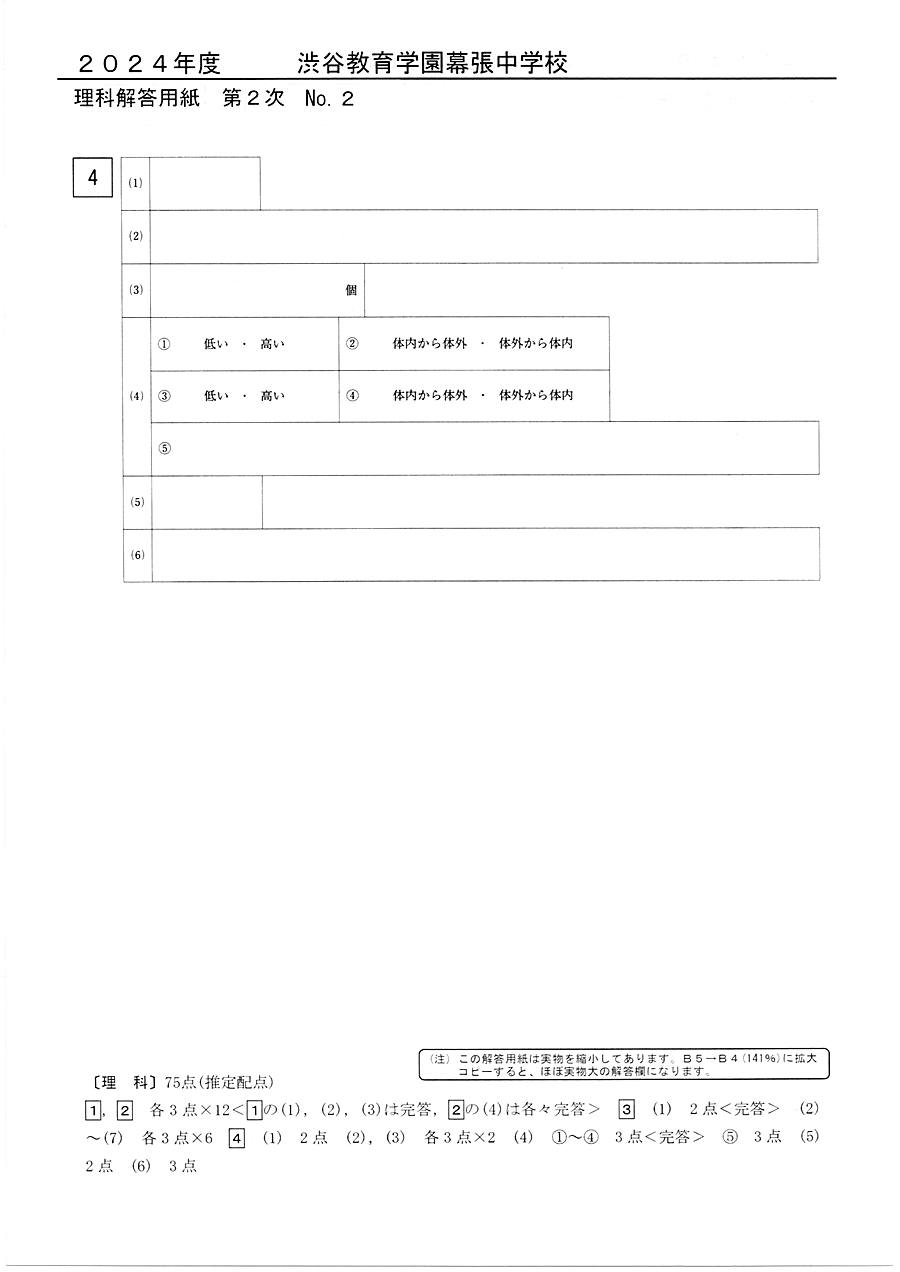 ２０２４年度　渋谷教育学園幕張中学校
理科解答用紙　第２次　No. 2
4
(1)
(2)
(3)　個
(4)
①　低い　・　高い　②　体内から体外　・　体外から体内
③　低い　・　高い　④　体内から体外　・　体外から体内
⑤
(5)
(6)
（注）この解答用紙は実物を縮小してあります。Ｂ５→Ｂ４(141%)に拡大
コピーすると、ほぼ実物大の解答欄になります。
〔理　科〕75点(推定配点)
1, 2　各３点×12＜1の(1), (2), (3)は完答, 2の(4)は各々完答＞　3　(1)　２点＜完答＞　(2)
～(7)　各３点×6　4　(1)　２点　(2), (3)　各３点×2　(4)　①～④　３点＜完答＞　⑤　３点　(5)
２点　(6)　３点